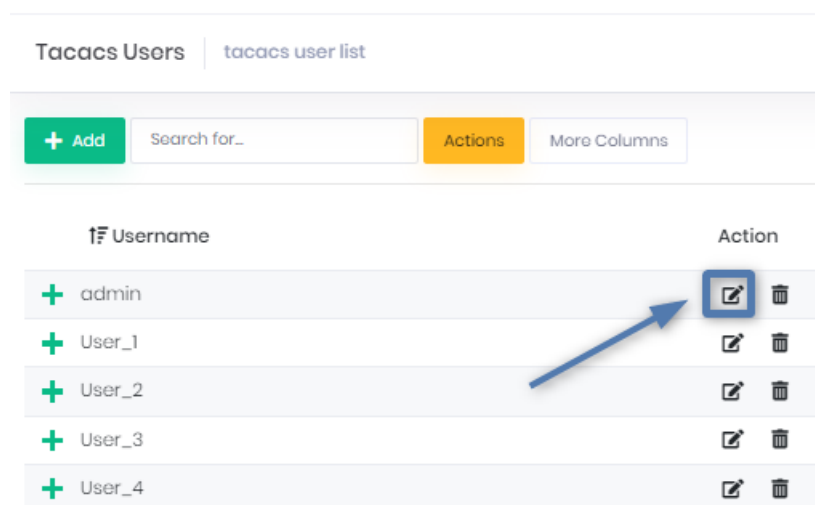 Tacacs Users tacacs user list
Add Search for... Actions More Columns
Username Action
admin
User_1
User_2
User_3
User_4